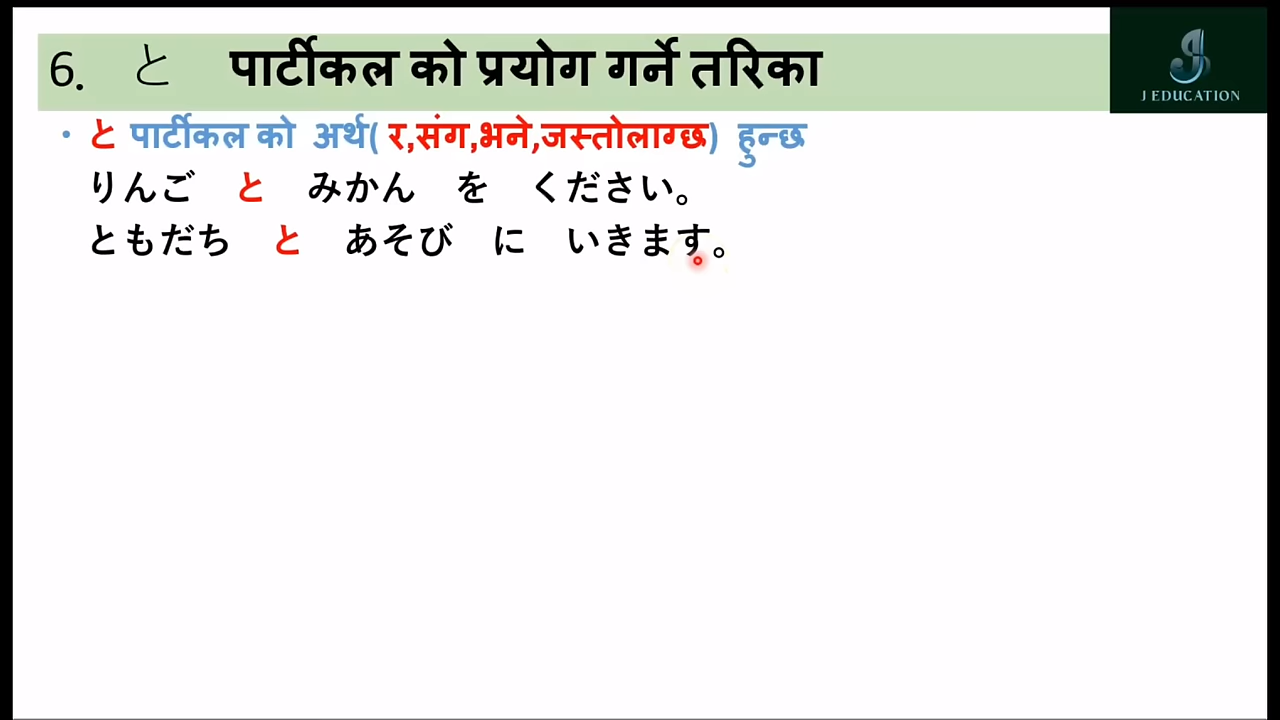 6. と पार्टीकल को प्रयोग गर्ने तरिका
J EDUCATION
• と पार्टीकल को अर्थ( र,संग,भने,जस्तोलाग्छ) हुन्छ
りんご と みかん を ください。
ともだち と あそび に いきます。